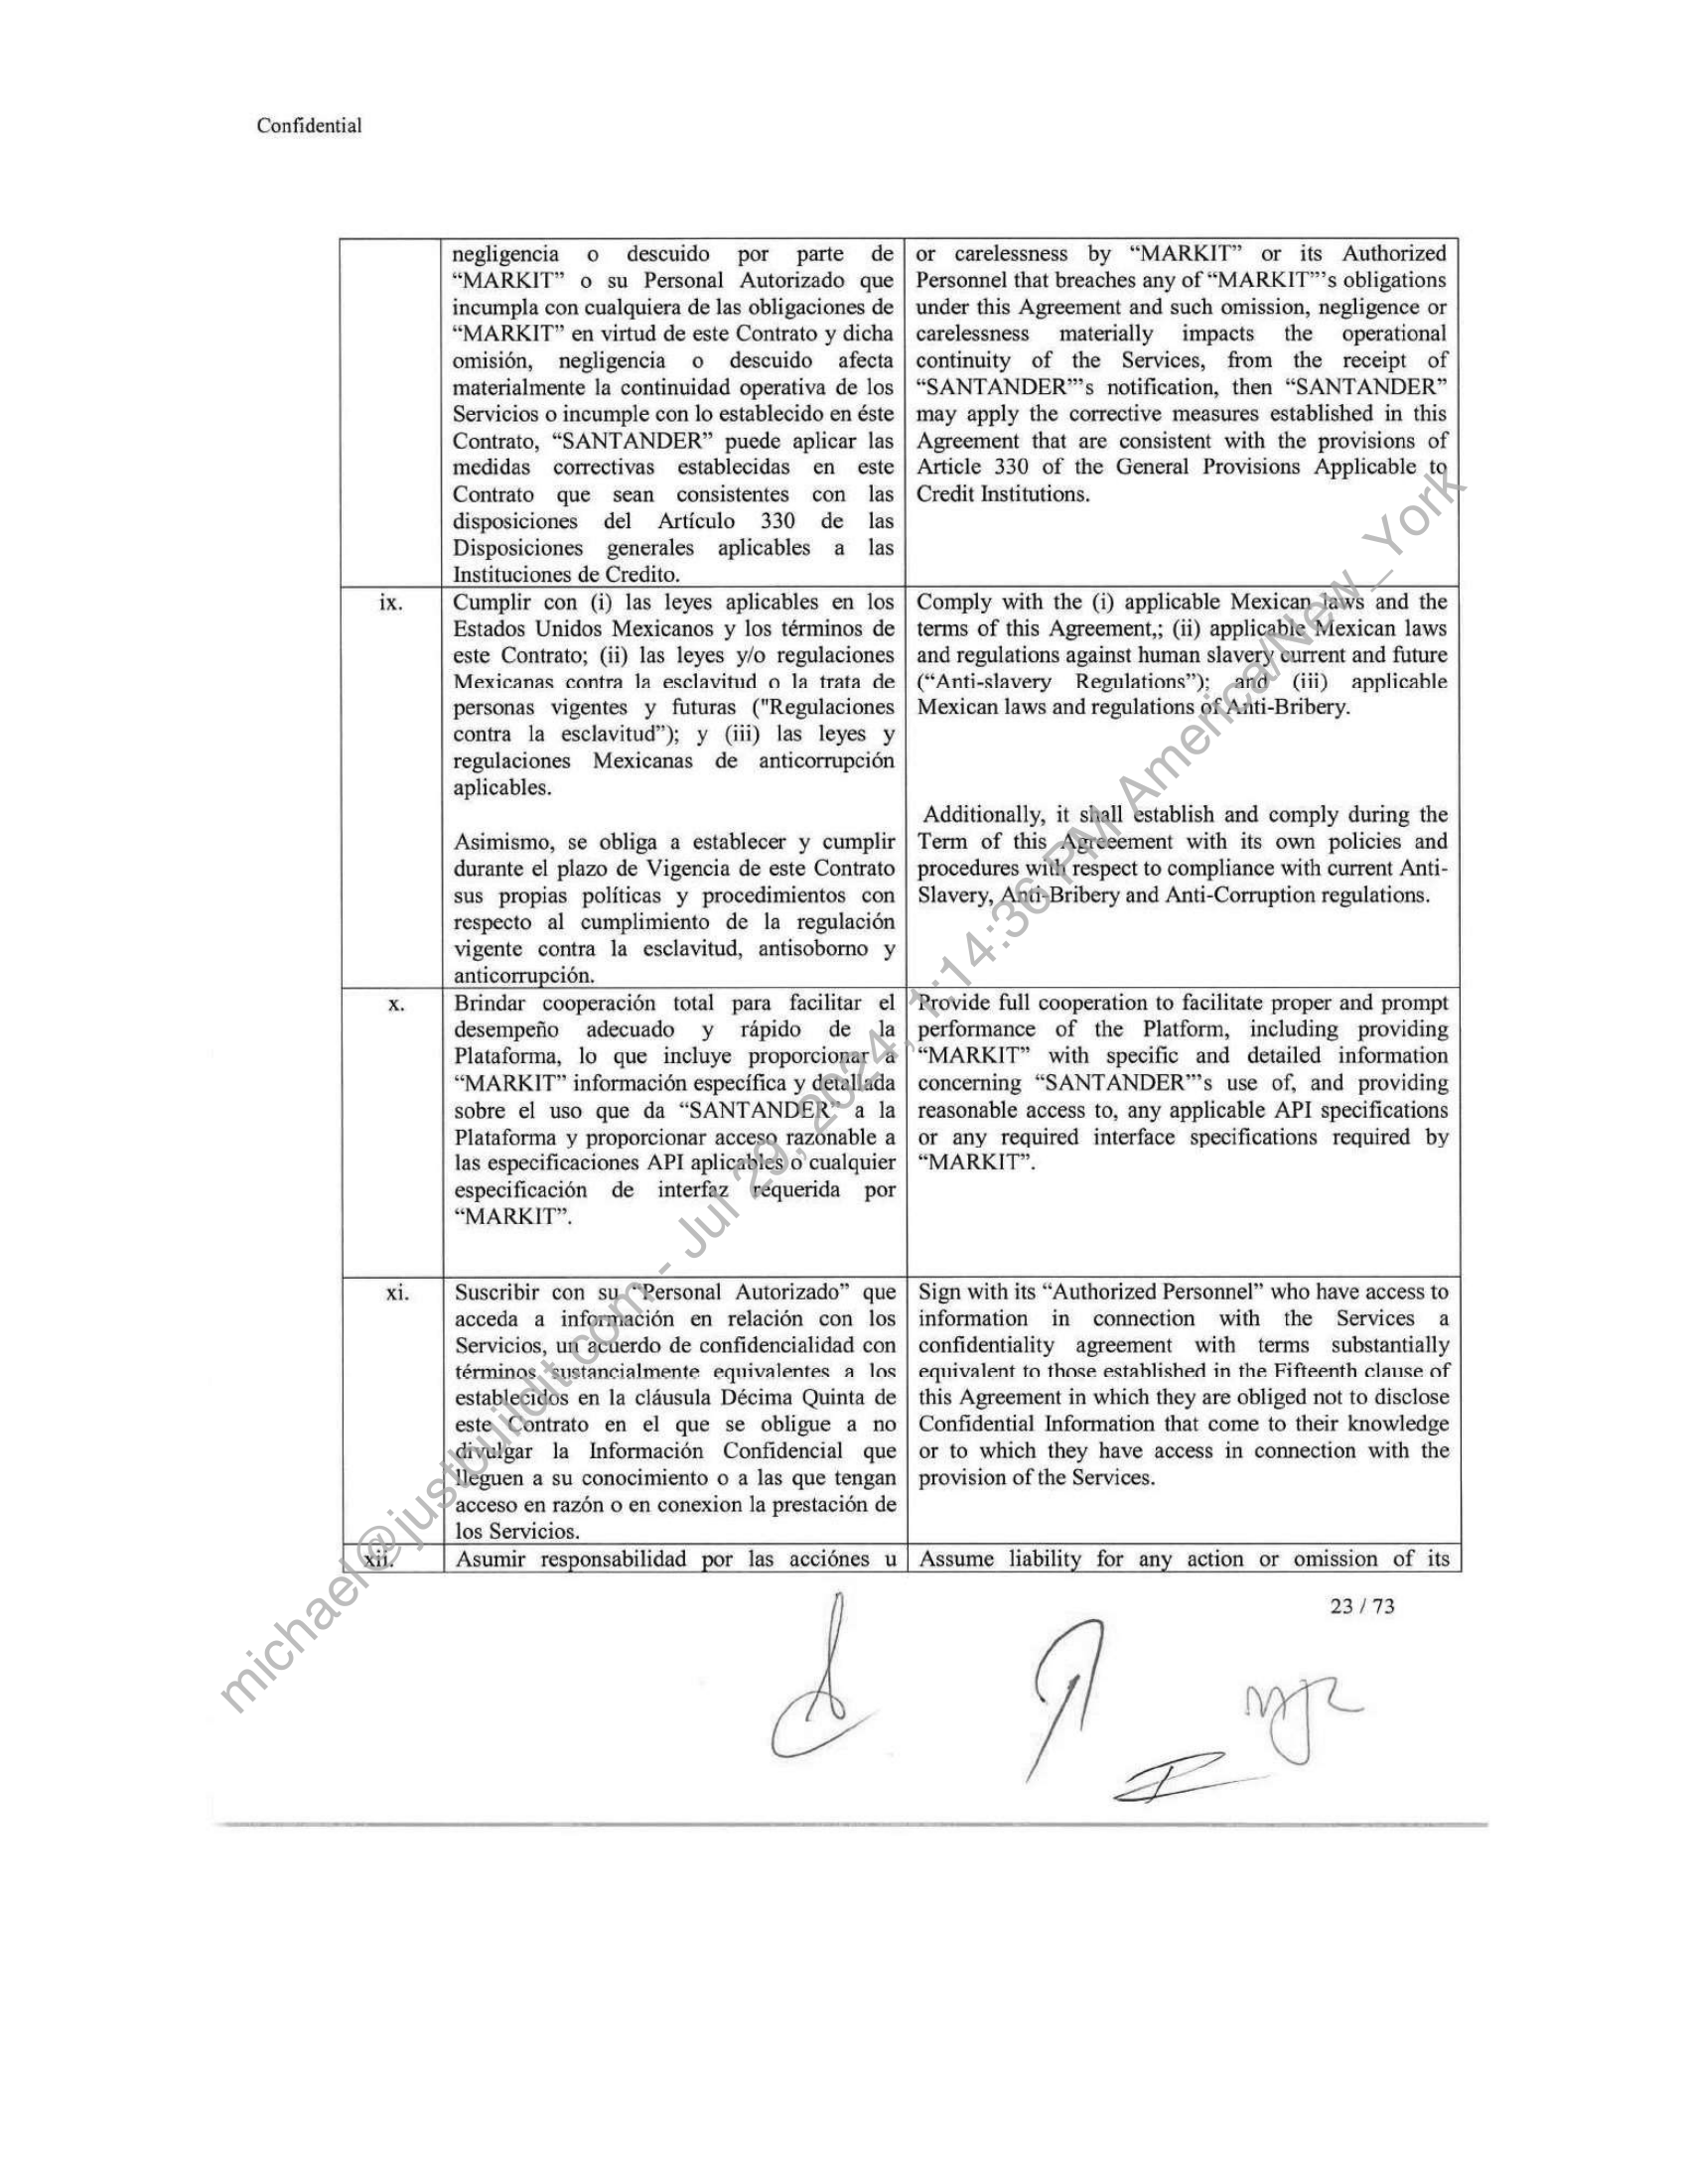 Confidential
negligencia o descuido por parte de
“MARKIT” o su Personal Autorizado que
incumpla con cualquiera de las obligaciones de
“MARKIT” en virtud de este Contrato y dicha
omisión, negligencia o descuido afecta
materialmente la continuidad operativa de los
Servicios o incumple con lo establecido en éste
Contrato, “SANTANDER” puede aplicar las
medidas correctivas establecidas en este
Contrato que sean consistentes con las
disposiciones del Artículo 330 de las
Disposiciones generales aplicables a las
Instituciones de Credito.
or carelessness by “MARKIT” or its Authorized
Personnel that breaches any of “MARKIT”’s obligations
under this Agreement and such omission, negligence or
carelessness materially impacts the operational
continuity of the Services, from the receipt of
“SANTANDER”’s notification, then “SANTANDER”
may apply the corrective measures established in this
Agreement that are consistent with the provisions of
Article 330 of the General Provisions Applicable to
Credit Institutions.
ix.
Cumplir con (i) las leyes aplicables en los
Estados Unidos Mexicanos y los términos de
este Contrato; (ii) las leyes y/o regulaciones
Mexicanas contra la esclavitud o la trata de
personas vigentes y futuras ("Regulaciones
contra la esclavitud”); y (iii) las leyes y
regulaciones Mexicanas de anticorrupción
aplicables.
Asimismo, se obliga a establecer y cumplir
durante el plazo de Vigencia de este Contrato
sus propias políticas y procedimientos con
respecto al cumplimiento de la regulación
vigente contra la esclavitud, antisoborno y
anticorrupción.
Comply with the (i) applicable Mexican laws and the
terms of this Agreement,; (ii) applicable Mexican laws
and regulations against human slavery current and future
(“Anti-slavery Regulations”); and (iii) applicable
Mexican laws and regulations of Anti-Bribery.
Additionally, it shall establish and comply during the
Term of this Agreeement with its own policies and
procedures with respect to compliance with current Anti-
Slavery, Anti-Bribery and Anti-Corruption regulations.
x.
Brindar cooperación total para facilitar el
desempeño adecuado y rápido de la
Plataforma, lo que incluye proporcionar a
“MARKIT” información específica y detallada
sobre el uso que da “SANTANDER” a la
Plataforma y proporcionar acceso razonable a
las especificaciones API aplicables o cualquier
especificación de interfaz requerida por
“MARKIT”.
Provide full cooperation to facilitate proper and prompt
performance of the Platform, including providing
“MARKIT” with specific and detailed information
concerning “SANTANDER”’s use of, and providing
reasonable access to, any applicable API specifications
or any required interface specifications required by
“MARKIT”.
xi.
Suscribir con su “Personal Autorizado” que
acceda a información en relación con los
Servicios, un acuerdo de confidencialidad con
términos sustancialmente equivalentes a los
establecidos en la cláusula Décima Quinta de
este Contrato en el que se obligue a no
divulgar la Información Confidencial que
lleguen a su conocimiento o a las que tengan
acceso en razón o en conexion la prestación de
los Servicios.
Sign with its “Authorized Personnel” who have access to
information in connection with the Services a
confidentiality agreement with terms substantially
equivalent to those established in the Fifteenth clause of
this Agreement in which they are obliged not to disclose
Confidential Information that come to their knowledge
or to which they have access in connection with the
provision of the Services.
xii.
Asumir responsabilidad por las acciónes u
Assume liability for any action or omission of its
23 / 73
michael@justbuildit.com - Jul 29, 2024, 1:14:36 PM America/New_York